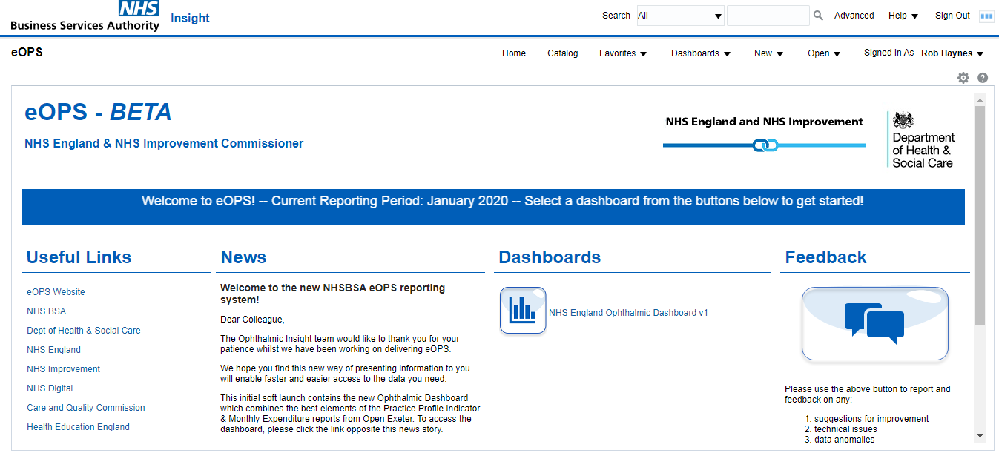 NHS
Business Services Authority
Insight
Search
All
Advanced
Help
Sign Out
eOPS
Home
Catalog
Favorites
Dashboards
New
Open
Signed In As
Rob Haynes
eOPS - BETA
NHS England & NHS Improvement Commissioner
NHS England and NHS Improvement
Department
of Health &
Social Care
Welcome to eOPS! -- Current Reporting Period: January 2020 -- Select a dashboard from the buttons below to get started!
Useful Links
eOPS Website
NHS BSA
Dept of Health & Social Care
NHS England
NHS Improvement
NHS Digital
Care and Quality Commission
Health Education England
News
Welcome to the new NHSBSA eOPS reporting
system!
Dear Colleague,
The Ophthalmic Insight team would like to thank you for your
patience whilst we have been working on delivering eOPS.
We hope you find this new way of presenting information to you
will enable faster and easier access to the data you need.
This initial soft launch contains the new Ophthalmic Dashboard
which combines the best elements of the Practice Profile Indicator
& Monthly Expenditure reports from Open Exeter. To access the
dashboard, please click the link opposite this news story.
Dashboards
NHS England Ophthalmic Dashboard v1
Feedback
Please use the above button to report and
feedback on any:
1. suggestions for improvement
2. technical issues
3. data anomalies